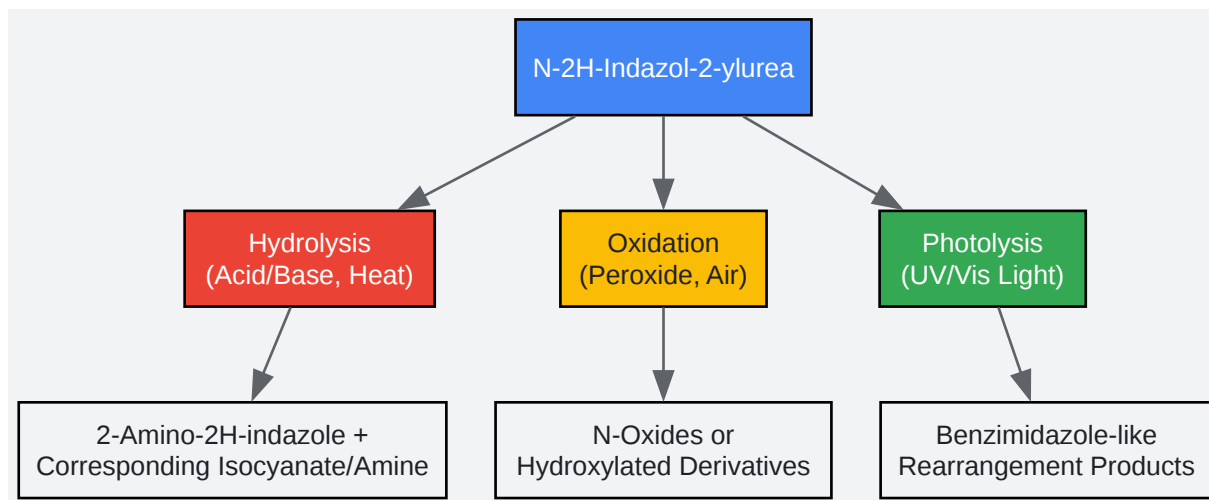 N-2H-Indazol-2-ylurea
Hydrolysis
(Acid/Base, Heat)
Oxidation
(Peroxide, Air)
Photolysis
(UV/Vis Light)
2-Amino-2H-indazole +
Corresponding Isocyanate/Amine
N-Oxides or
Hydroxylated Derivatives
Benzimidazole-like
Rearrangement Products